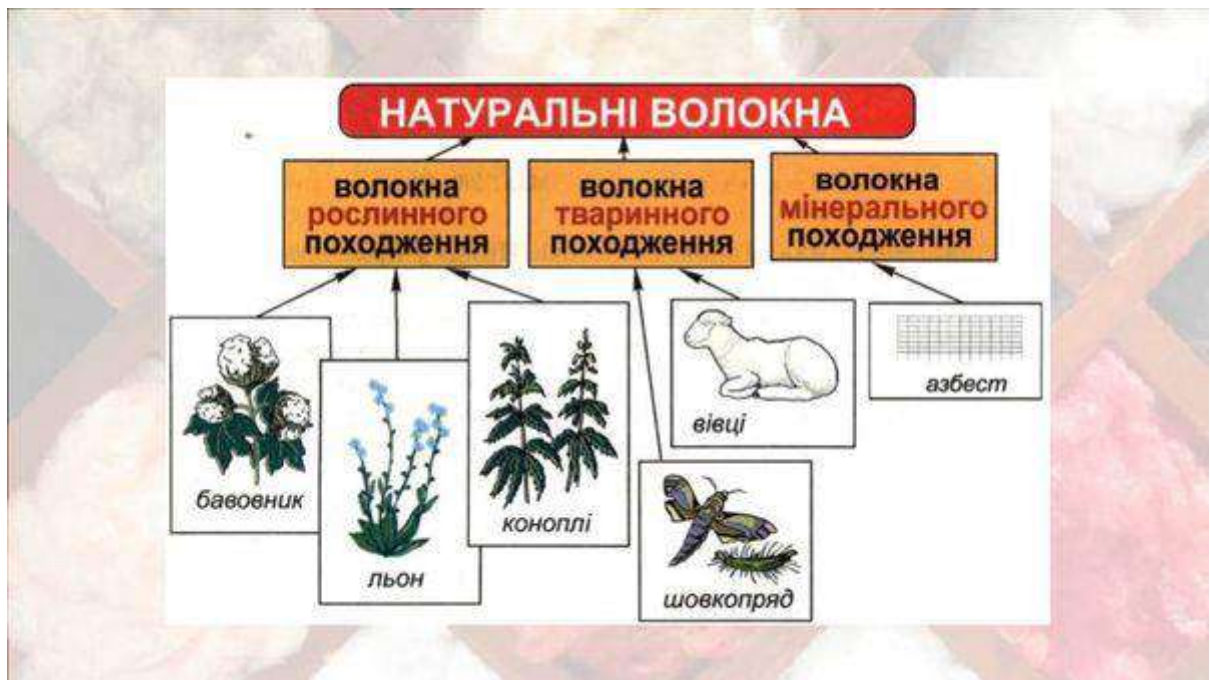 НАТУРАЛЬНІ ВОЛОКНА
волокна
рослинного
походження
волокна
тваринного
походження
волокна
мінерального
походження
бавовник
льон
коноплі
вівці
шовкопряд
азбест